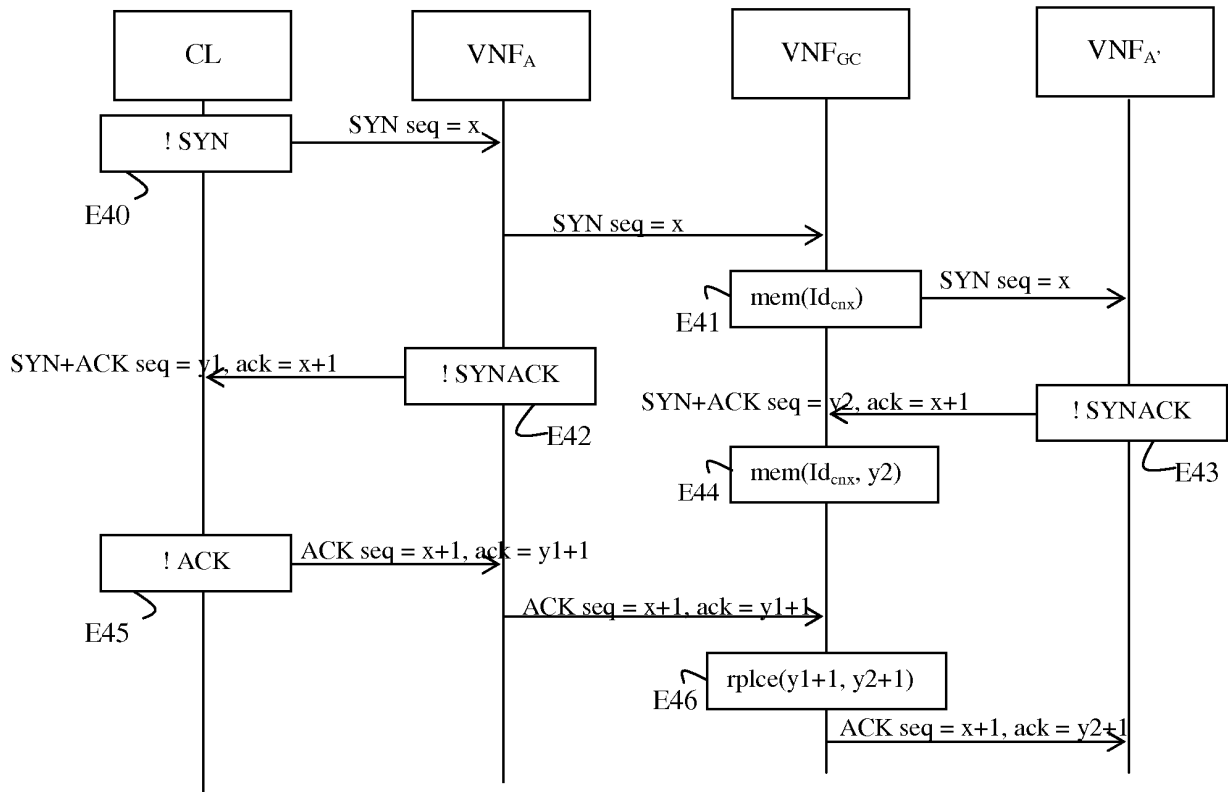 CL
VNFA
VNFGC
VNFA'
! SYN
SYN seq = x
E40
SYN seq = x
mem(Idcnx)
SYN seq = x
E41
SYN+ACK seq = y1, ack = x+1
! SYNACK
E42
SYN+ACK seq = y2, ack = x+1
! SYNACK
E43
mem(Idcnx, y2)
E44
! ACK
ACK seq = x+1, ack = y1+1
E45
ACK seq = x+1, ack = y1+1
rplce(y1+1, y2+1)
E46
ACK seq = x+1, ack = y2+1